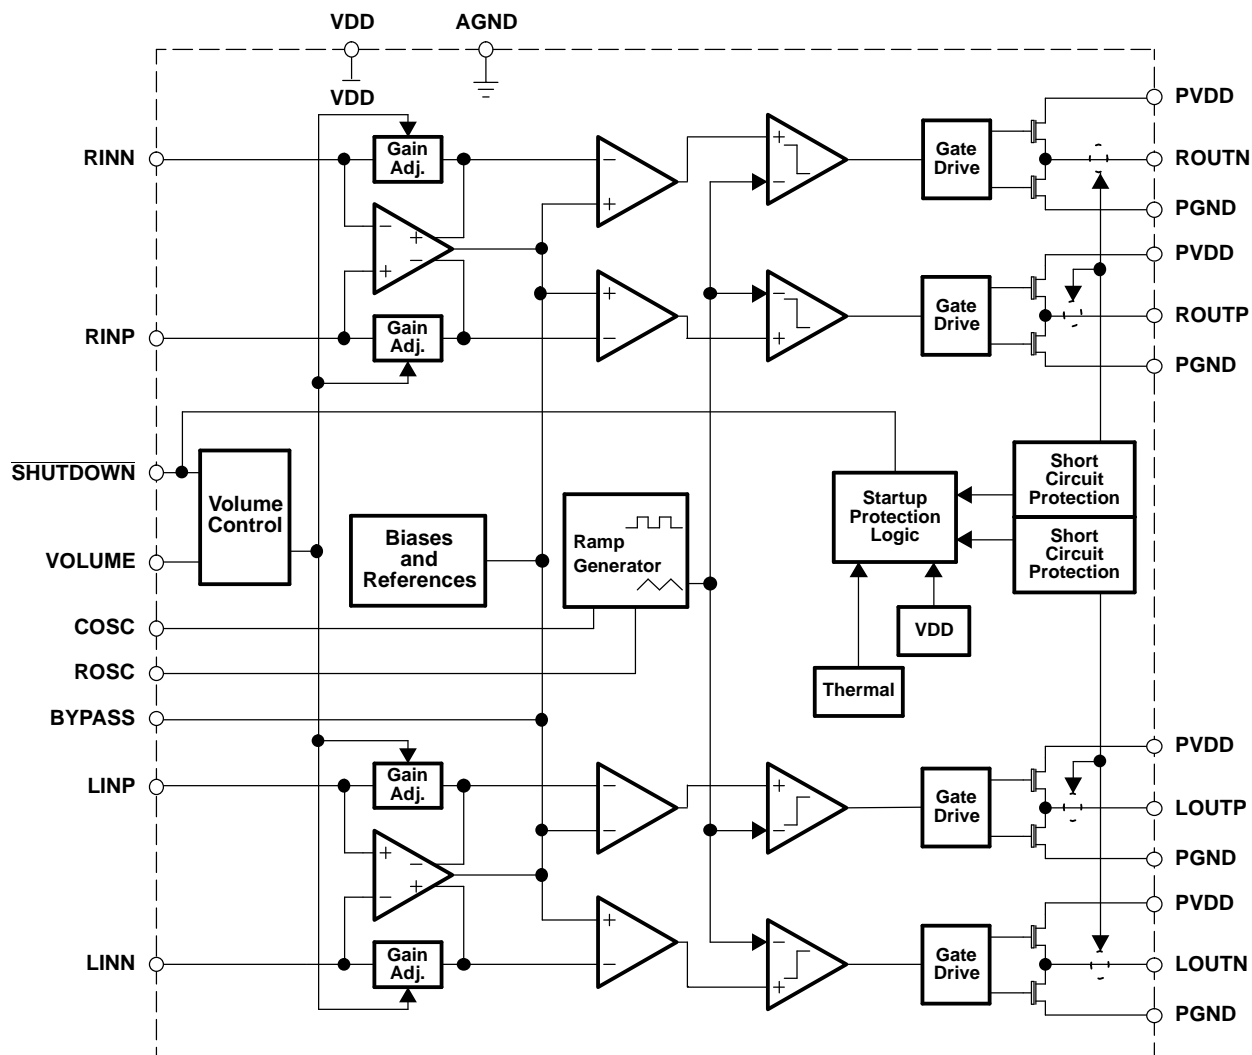 VDD
AGND
VDD
PVDD
RINN
Gain
Adj.
−
+
+
−
Gate
Drive
ROUTN
−
+
+
−
PGND
PVDD
+
−
−
+
Gate
Drive
ROUTP
RINP
Gain
Adj.
PGND
SHUTDOWN
Volume
Control
VOLUME
Biases
and
References
Ramp
Generator
Startup
Protection
Logic
Short
Circuit
Protection
Short
Circuit
Protection
COSC
VDD
ROSC
Thermal
BYPASS
PVDD
LINP
Gain
Adj.
−
−
+
−
Gate
Drive
LOUTP
+
−
−
+
PGND
PVDD
+
−
−
+
Gate
Drive
LINN
Gain
Adj.
LOUTN
PGND